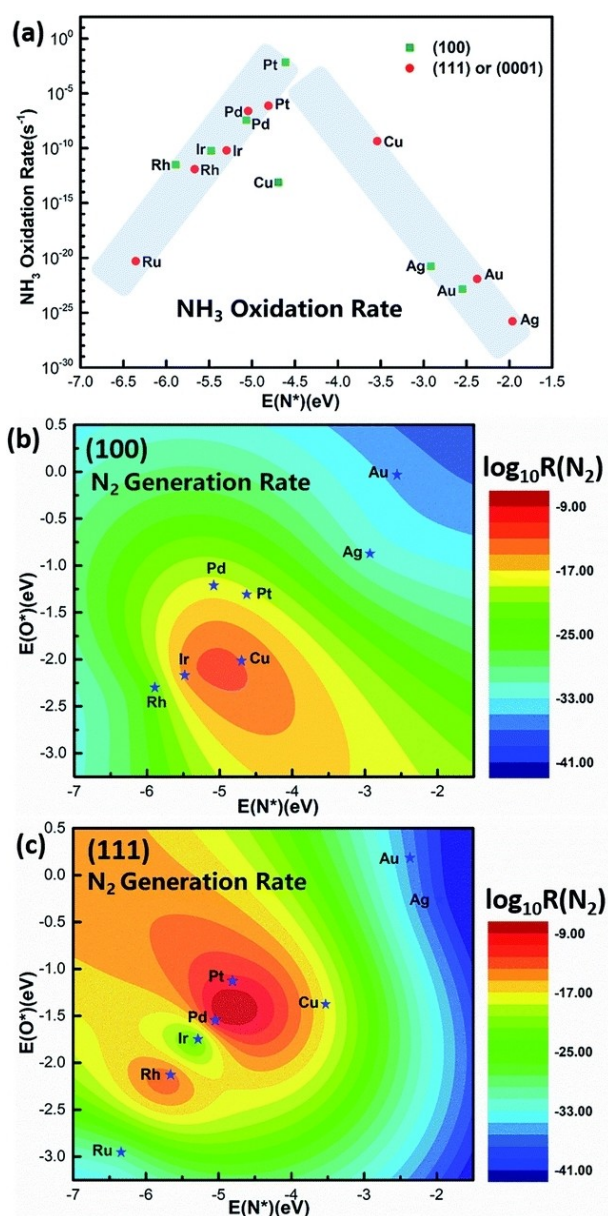 (a)
NH₃ Oxidation Rate(s⁻¹)
10⁰
10⁻⁵
10⁻¹⁰
10⁻¹⁵
10⁻²⁰
10⁻²⁵
10⁻³⁰
(100)
(111) or (0001)
Pt
Pd Pt
Pd
Ir Ir
Rh Rh
Cu
Cu
Ru
Ag Au
Au
Ag
NH₃ Oxidation Rate
-7.0 -6.5 -6.0 -5.5 -5.0 -4.5 -4.0 -3.5 -3.0 -2.5 -2.0 -1.5
E(N*)(eV)
(b)
(100)
N₂ Generation Rate
E(O*)(eV)
0.5
0.0
-0.5
-1.0
-1.5
-2.0
-2.5
-3.0
Au
Ag
Pd
Pt
Ir Cu
Rh
-7 -6 -5 -4 -3 -2
E(N*)(eV)
log₁₀R(N₂)
-9.00
-17.00
-25.00
-33.00
-41.00
(c)
(111)
N₂ Generation Rate
E(O*)(eV)
0.5
0.0
-0.5
-1.0
-1.5
-2.0
-2.5
-3.0
Au
Ag
Pt
Cu
Pd
Ir
Rh
Ru
-7 -6 -5 -4 -3 -2
E(N*)(eV)
log₁₀R(N₂)
-9.00
-17.00
-25.00
-33.00
-41.00